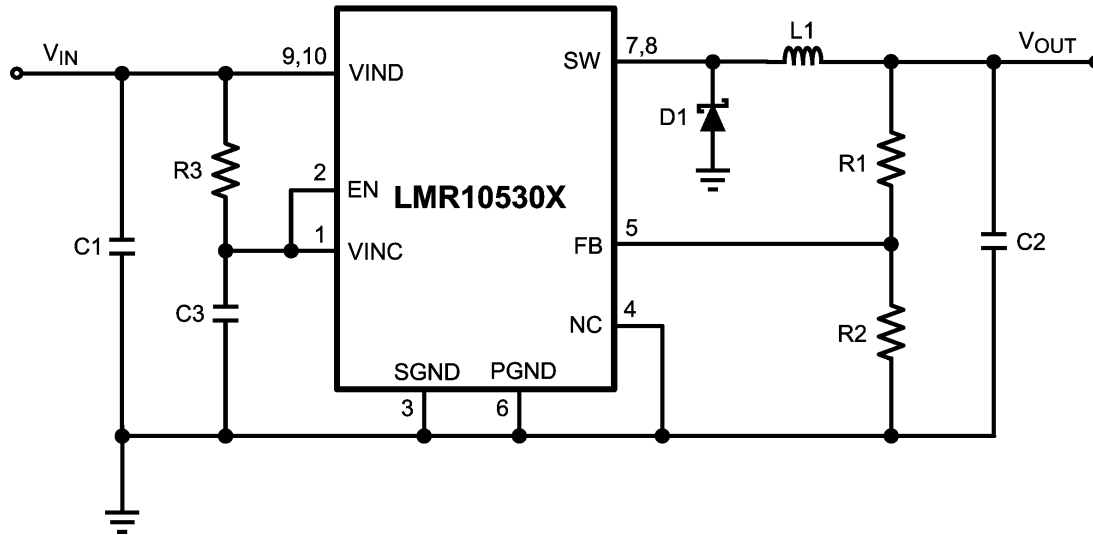 VIN
9,10
VIND
SW
7,8
L1
VOUT
D1
R3
2
EN
LMR10530X
R1
1
VINC
5
FB
C1
C2
C3
4
NC
R2
SGND
PGND
3
6